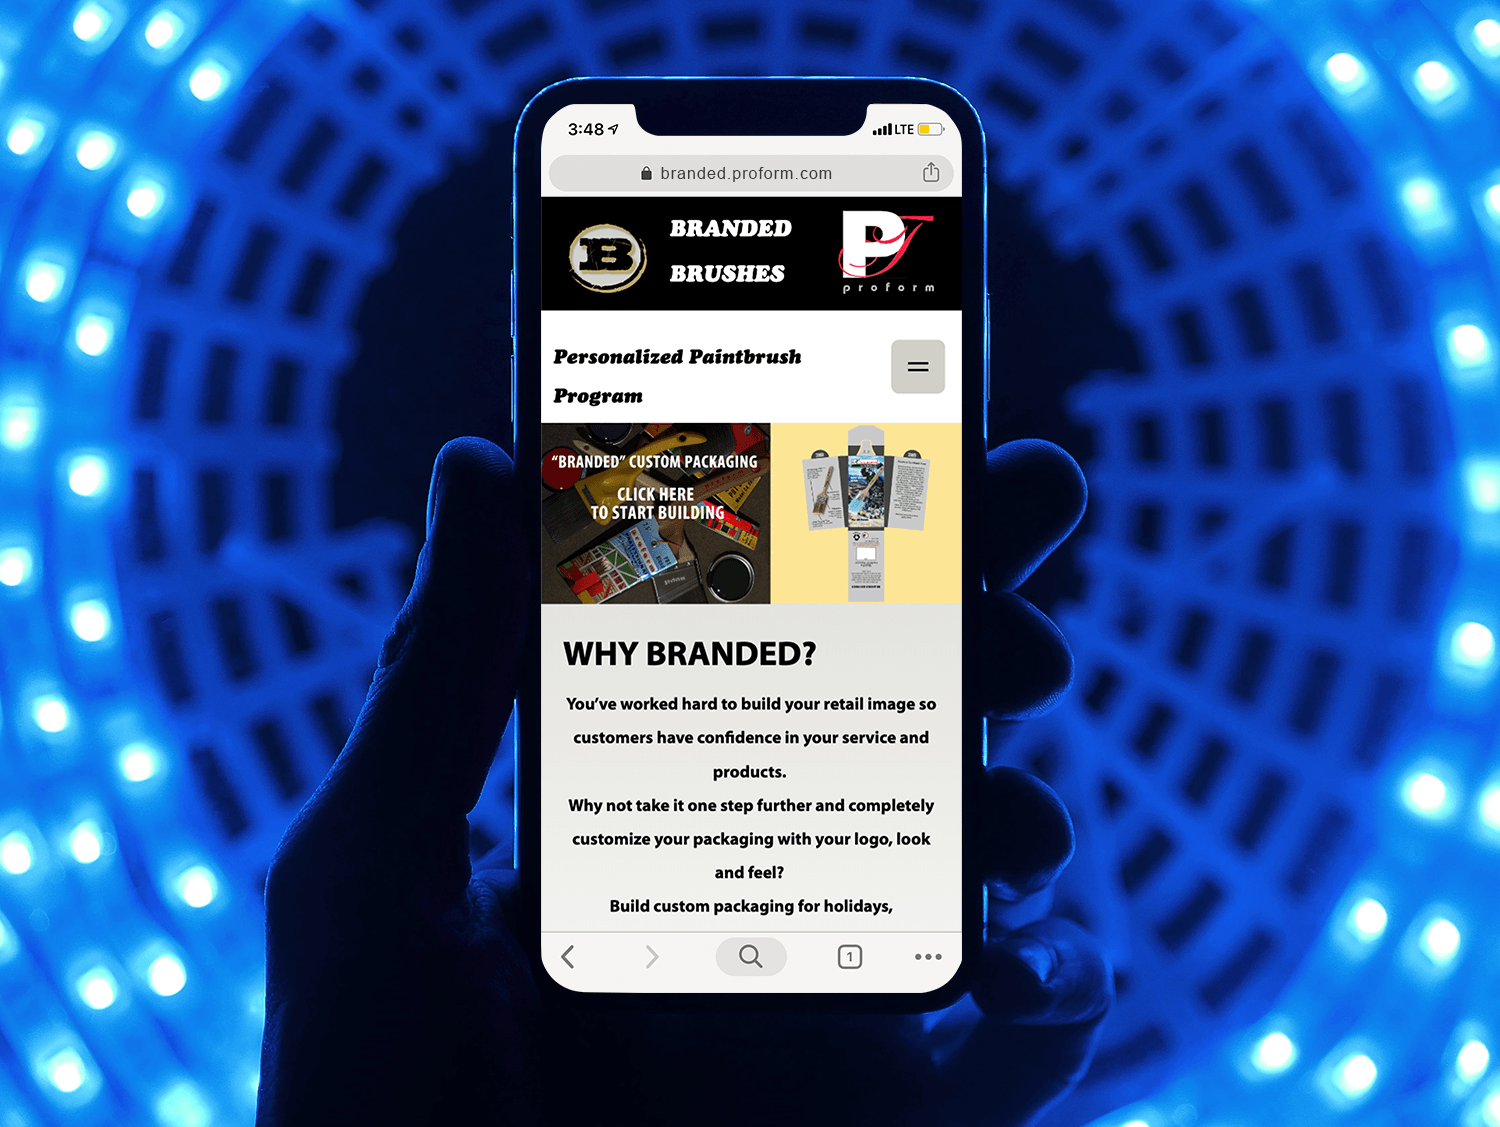 3:48
LTE
branded.proform.com
B
BRANDED
BRUSHES
P
proform
Personalized Paintbrush
Program
"BRANDED" CUSTOM PACKAGING
CLICK HERE
TO START BUILDING
WHY BRANDED?
You've worked hard to build your retail image so
customers have confidence in your service and
products.
Why not take it one step further and completely
customize your packaging with your logo, look
and feel?
Build custom packaging for holidays,
1